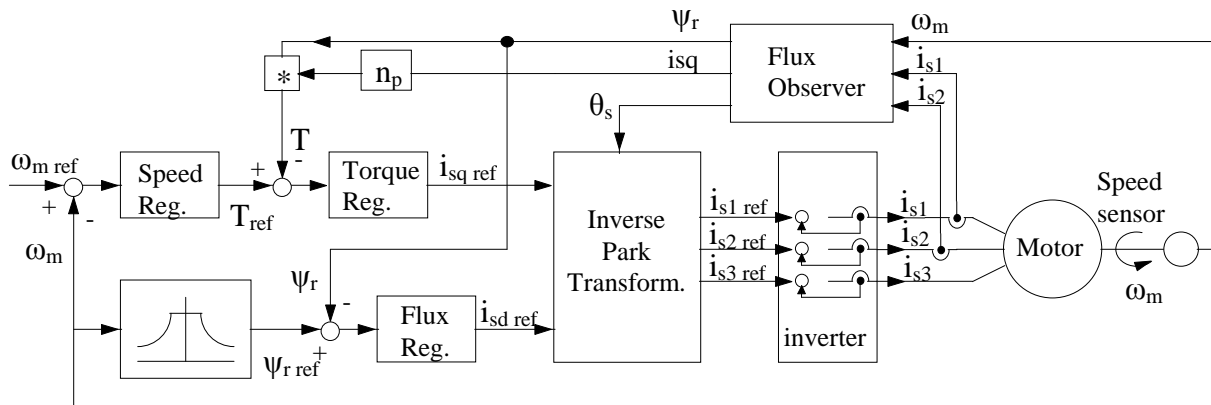 ψr
ωm
isq
Flux
Observer
is1
is2
*
np
θs
T
ωm ref
+
-
Speed
Reg.
+
-
Tref
Torque
Reg.
isq ref
Inverse
Park
Transform.
is1 ref
is2 ref
is3 ref
inverter
is1
is2
is3
Motor
Speed
sensor
ωm
ωm
ψr
-
+
ψr ref
Flux
Reg.
isd ref